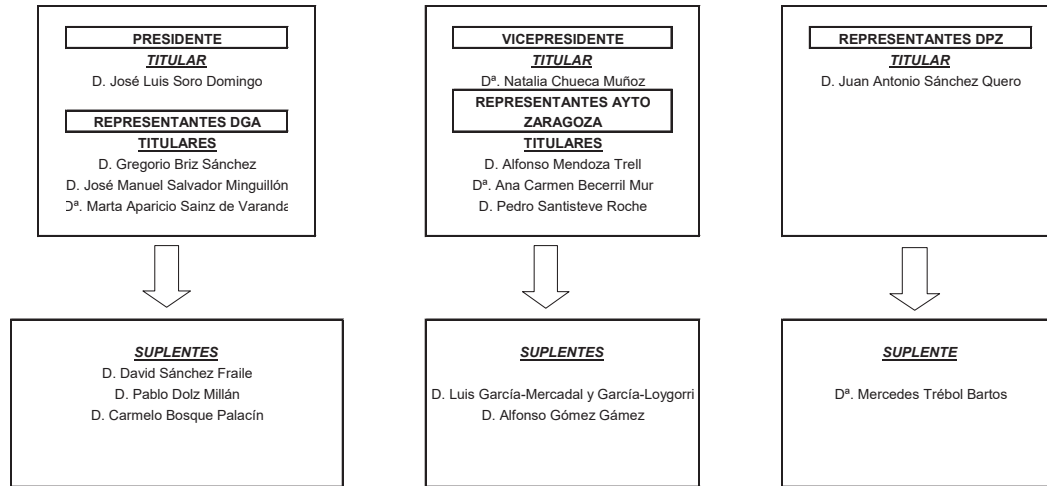 PRESIDENTE
TITULAR
D. José Luis Soro Domingo
REPRESENTANTES DGA
TITULARES
D. Gregorio Briz Sánchez
D. José Manuel Salvador Minguillón
Dª. Marta Aparicio Sainz de Varanda
VICEPRESIDENTE
TITULAR
Dª. Natalia Chueca Muñoz
REPRESENTANTES AYTO
ZARAGOZA
TITULARES
D. Alfonso Mendoza Trell
Dª. Ana Carmen Becerril Mur
D. Pedro Santisteve Roche
REPRESENTANTES DPZ
TITULAR
D. Juan Antonio Sánchez Quero
SUPLENTES
D. David Sánchez Fraile
D. Pablo Dolz Millán
D. Carmelo Bosque Palacín
SUPLENTES
D. Luis García-Mercadal y García-Loygorri
D. Alfonso Gómez Gámez
SUPLENTE
Dª. Mercedes Trébol Bartos